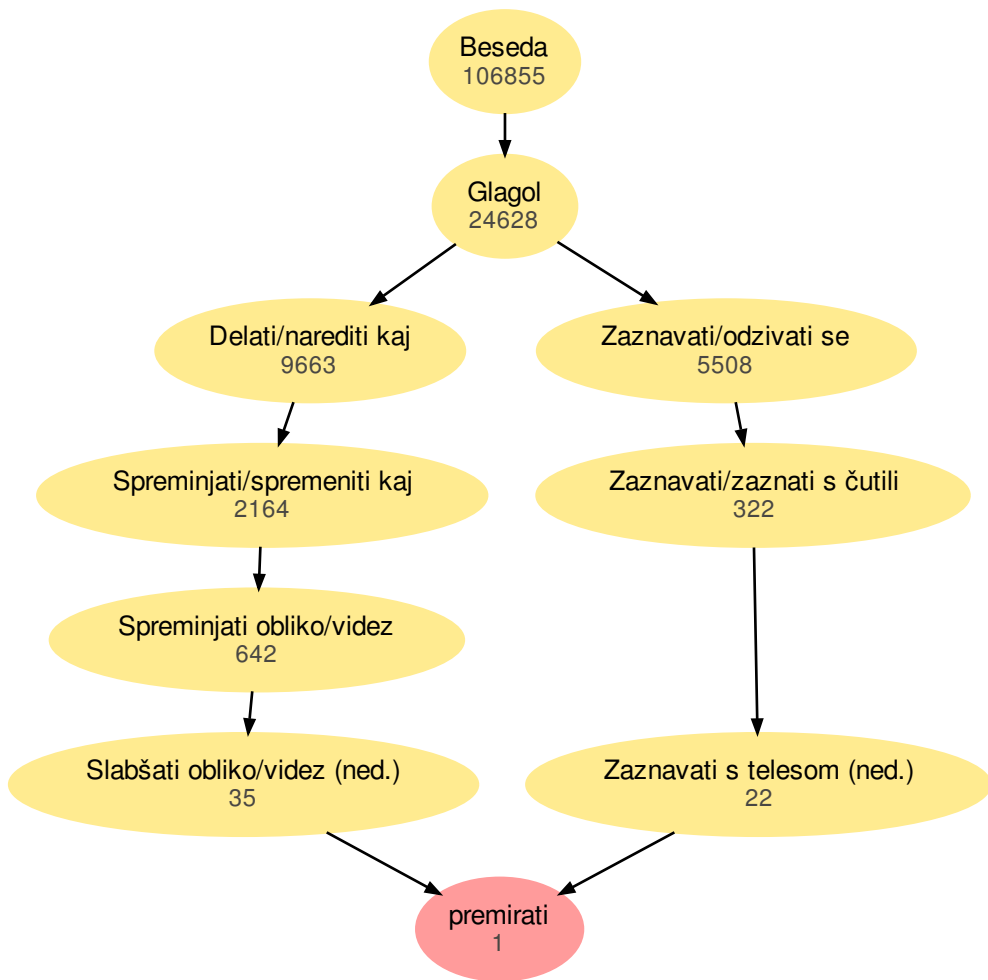 Beseda
106855
Glagol
24628
Delati/narediti kaj
9663
Zaznavati/odzivati se
5508
Spreminjati/spremeniti kaj
2164
Zaznavati/zaznati s čutili
322
Spreminjati obliko/videz
642
Slabšati obliko/videz (ned.)
35
Zaznavati s telesom (ned.)
22
premirati
1